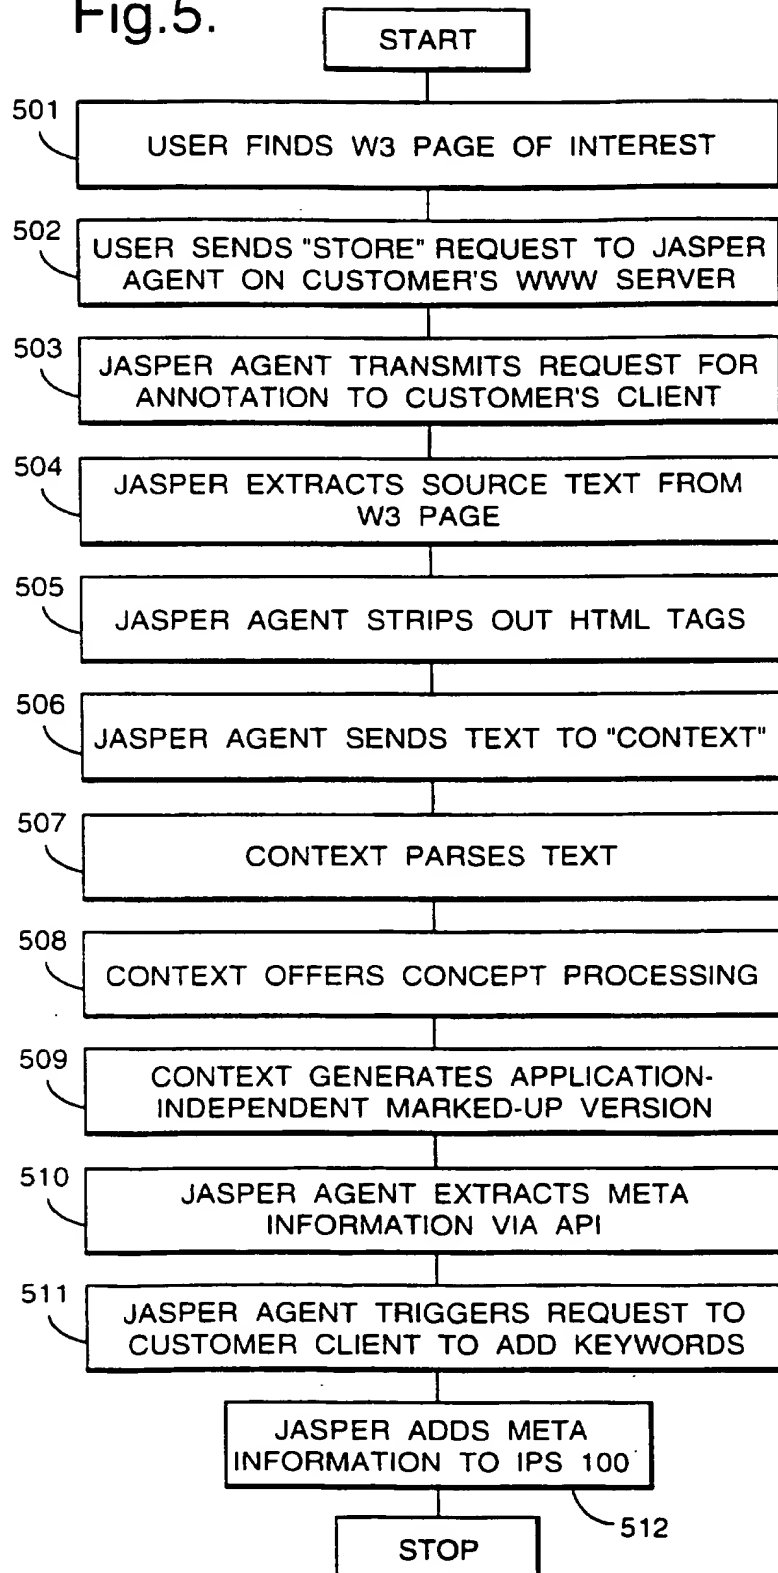 Fig.5.
START
501
USER FINDS W3 PAGE OF INTEREST
502
USER SENDS "STORE" REQUEST TO JASPER
AGENT ON CUSTOMER'S WWW SERVER
503
JASPER AGENT TRANSMITS REQUEST FOR
ANNOTATION TO CUSTOMER'S CLIENT
504
JASPER EXTRACTS SOURCE TEXT FROM
W3 PAGE
505
JASPER AGENT STRIPS OUT HTML TAGS
506
JASPER AGENT SENDS TEXT TO "CONTEXT"
507
CONTEXT PARSES TEXT
508
CONTEXT OFFERS CONCEPT PROCESSING
509
CONTEXT GENERATES APPLICATION-
INDEPENDENT MARKED-UP VERSION
510
JASPER AGENT EXTRACTS META
INFORMATION VIA API
511
JASPER AGENT TRIGGERS REQUEST TO
CUSTOMER CLIENT TO ADD KEYWORDS
JASPER ADDS META
INFORMATION TO IPS 100
512
STOP